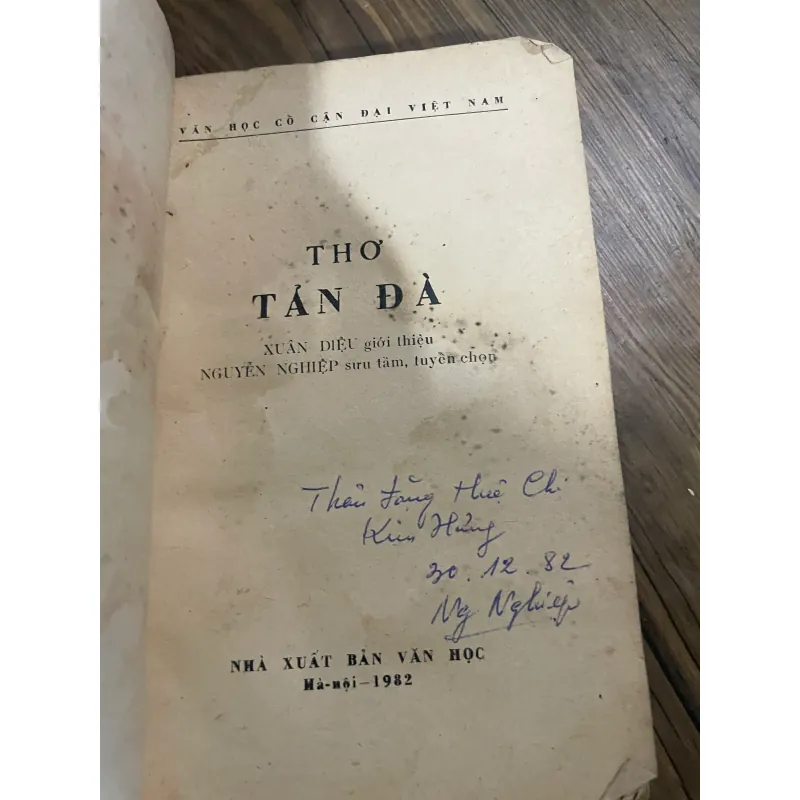 VĂN HỌC CỔ CẬN ĐẠI VIỆT NAM
THƠ
TẢN ĐÀ
XUÂN DIỆU giới thiệu
NGUYỄN NGHIỆP sưu tầm, tuyển chọn
Thân tặng Huệ Chi
Kim Hưng
30.12.82
Ng Nghiệp
NHÀ XUẤT BẢN VĂN HỌC
Hà-nội—1982